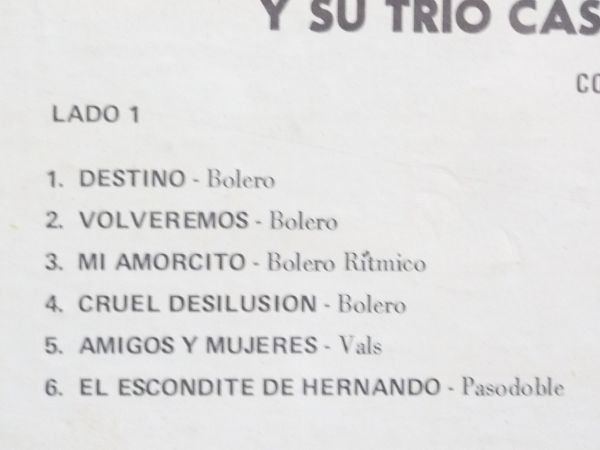 Y SU TRIO CAS
CO
LADO 1
1. DESTINO - Bolero
2. VOLVEREMOS - Bolero
3. MI AMORCITO - Bolero Rítmico
4. CRUEL DESILUSION - Bolero
5. AMIGOS Y MUJERES - Vals
6. EL ESCONDITE DE HERNANDO - Pasodoble